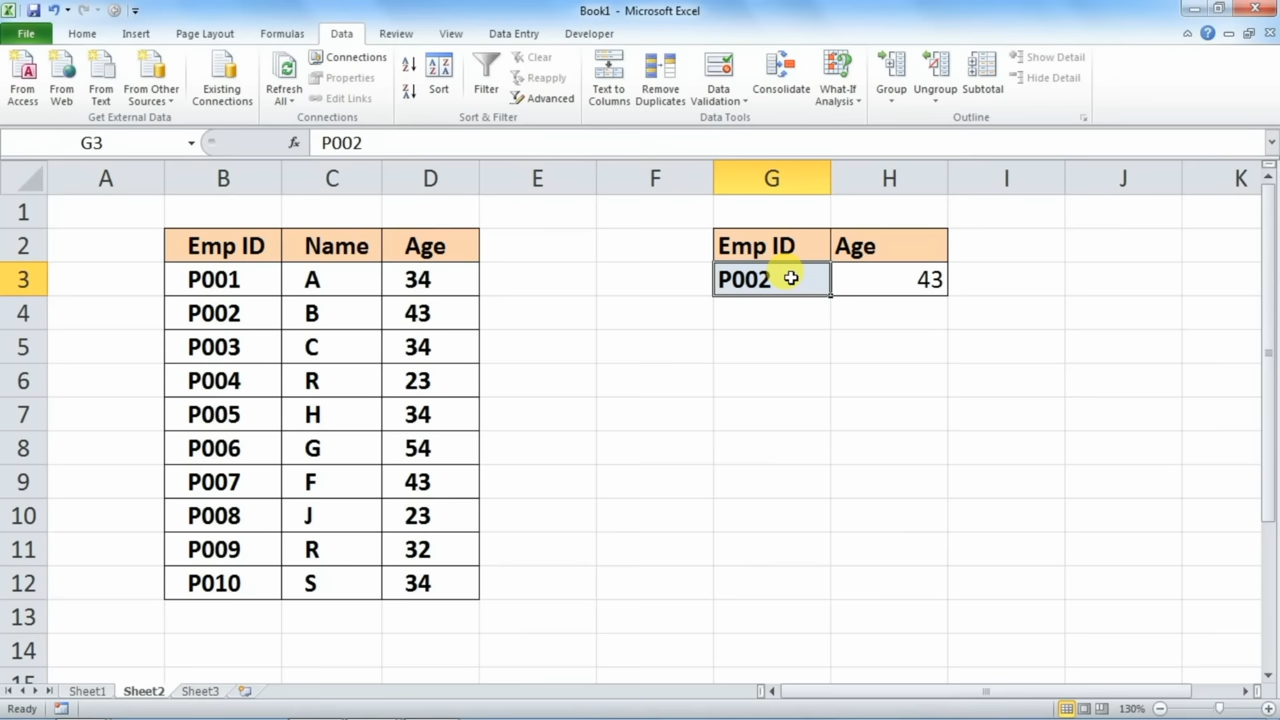 Book1 - Microsoft Excel
File Home Insert Page Layout Formulas Data Review View Data Entry Developer
From Access
From Web
From Text
From Other Sources
Existing Connections
Get External Data
Refresh All
Connections
Properties
Edit Links
Connections
Sort
Filter
Clear
Reapply
Advanced
Sort & Filter
Text to Columns
Remove Duplicates
Data Validation
Consolidate
What-If Analysis
Data Tools
Group
Ungroup
Subtotal
Show Detail
Hide Detail
Outline
G3 fx P002
A B C D E F G H I J K
1
2 Emp ID Name Age Emp ID Age
3 P001 A 34 P002 43
4 P002 B 43
5 P003 C 34
6 P004 R 23
7 P005 H 34
8 P006 G 54
9 P007 F 43
10 P008 J 23
11 P009 R 32
12 P010 S 34
13
14
15
Sheet1 Sheet2 Sheet3
Ready 130%